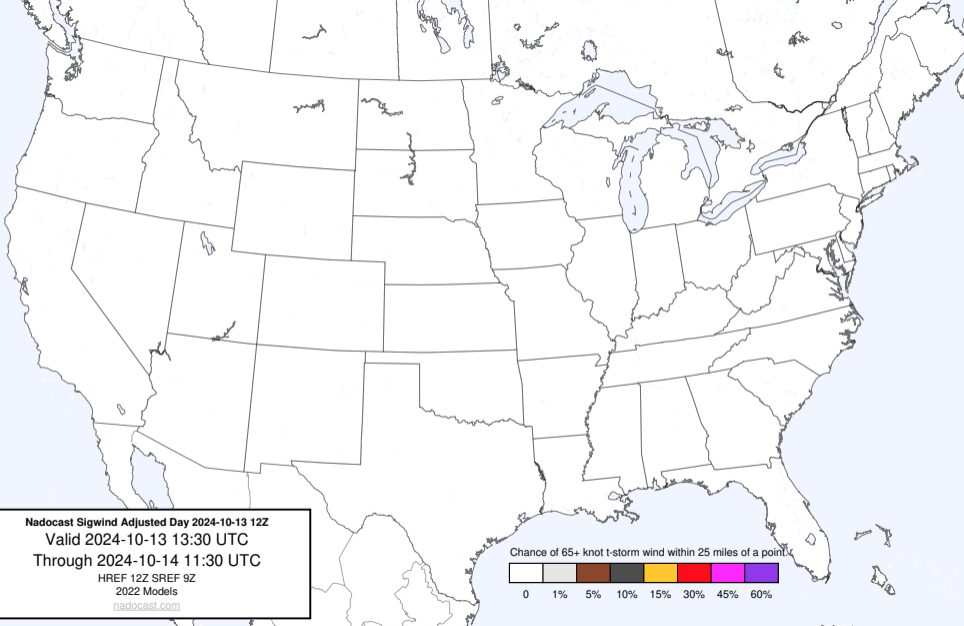 Nadocast Sigwind Adjusted Day 2024-10-13 12Z
Valid 2024-10-13 13:30 UTC
Through 2024-10-14 11:30 UTC
HREF 12Z SREF 9Z
2022 Models
nadocast.com
Chance of 65+ knot t-storm wind within 25 miles of a point.
0 1% 5% 10% 15% 30% 45% 60%